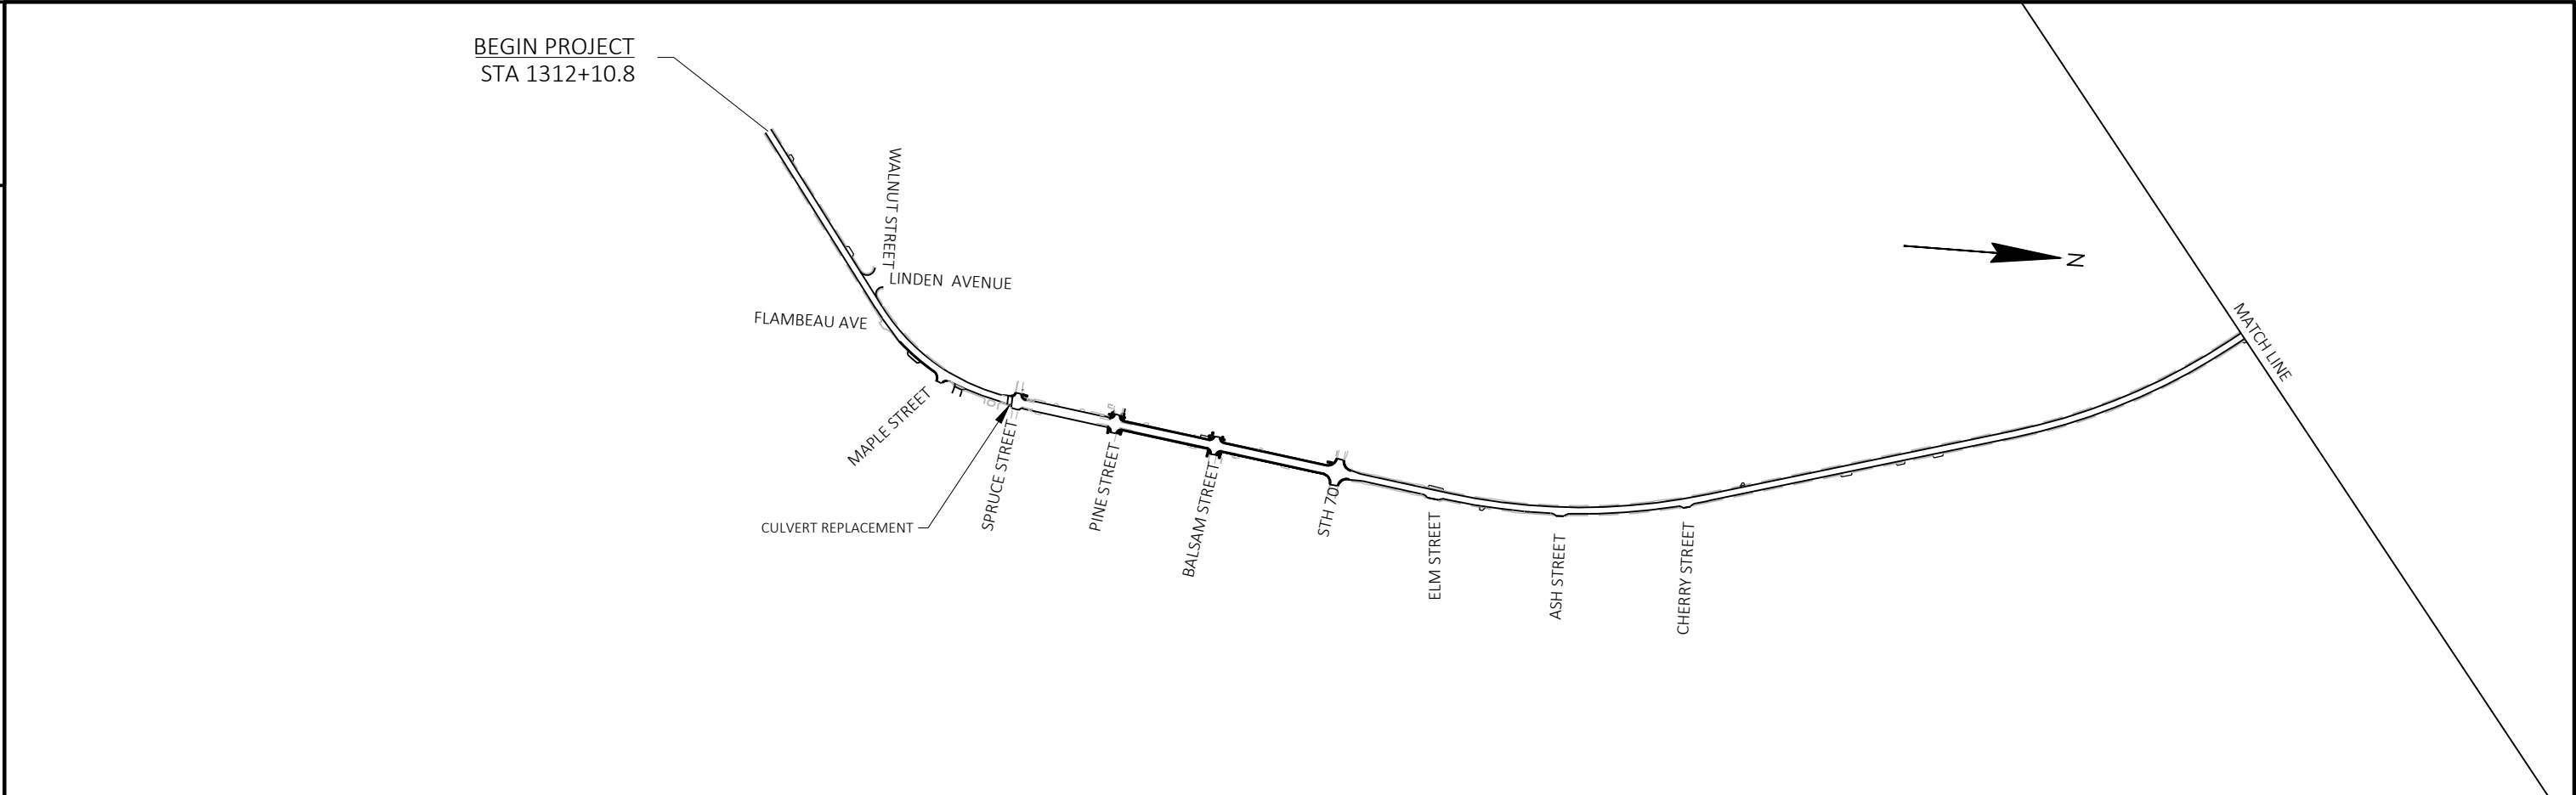 BEGIN PROJECT
STA 1312+10.8
WALNUT STREET
LINDEN AVENUE
FLAMBEAU AVE
MAPLE STREET
CULVERT REPLACEMENT
SPRUCE STREET
PINE STREET
BALSAM STREET
STH 70
ELM STREET
ASH STREET
CHERRY STREET
N
MATCH LINE